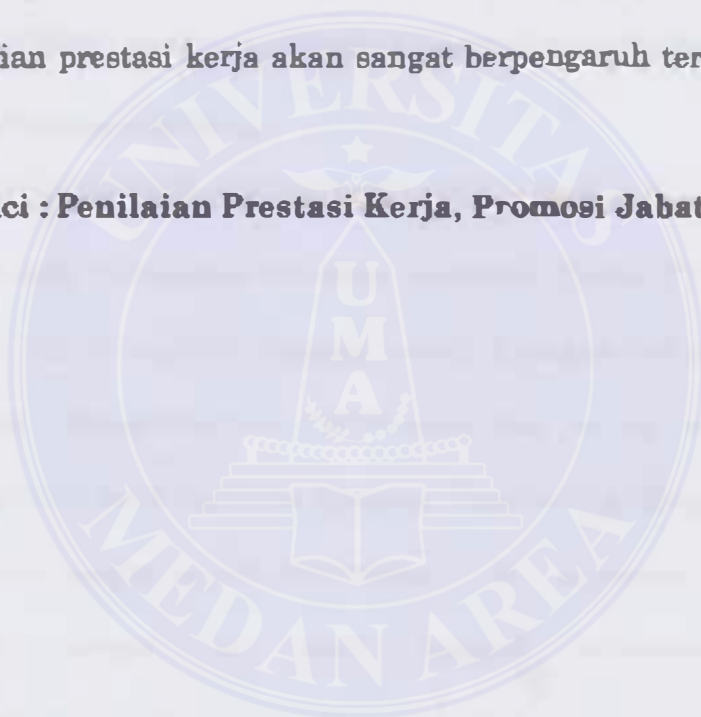 ian prestasi kerja akan sangat berpengaruh ter
ci : Penilaian Prestasi Kerja, Promosi Jabat
UNIVERSITAS
UMA
MEDAN AREA